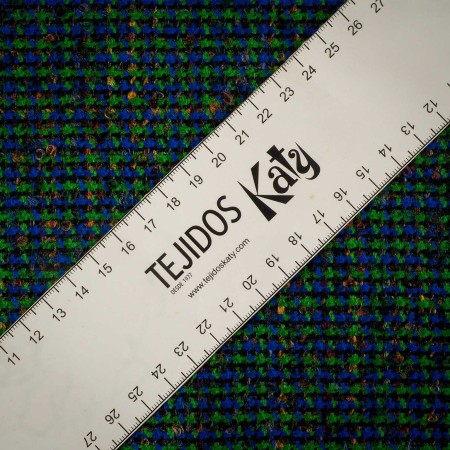 11 12 13 14 15 16 17 18 19 20 21 22 23 24 25 26 27
TEJIDOS Katy
DESDE 1977
www.tejidoskaty.com
12 13 14 15 16 17 18 19 20 21 22 23 24 25 26 27